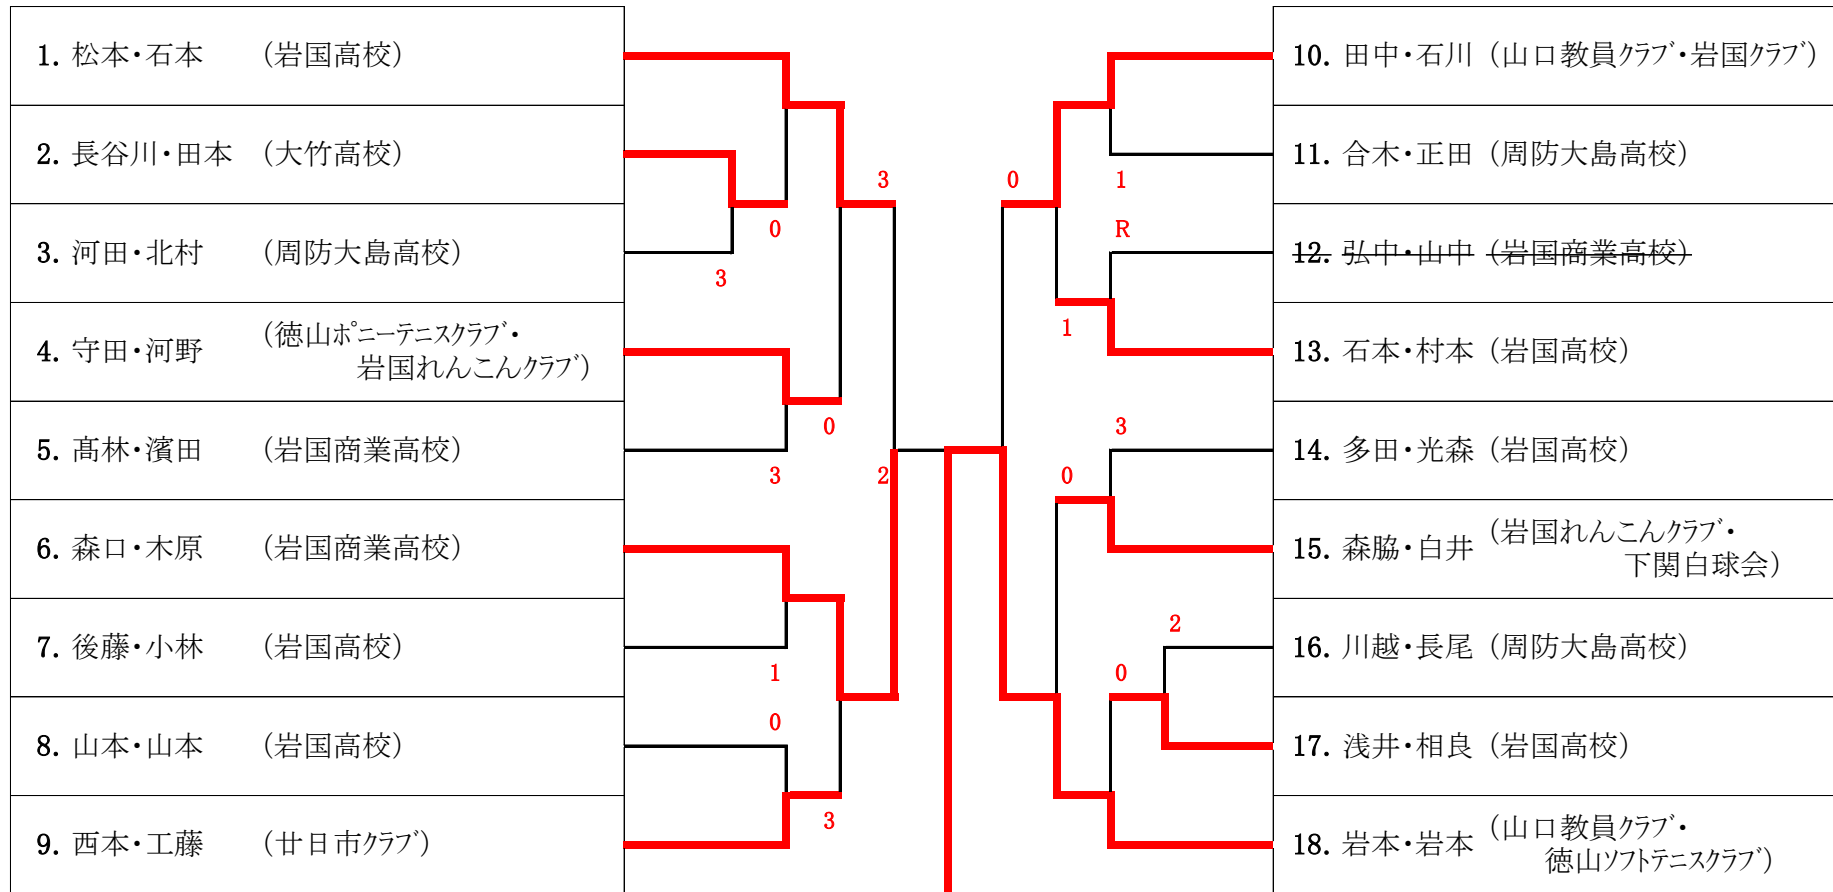 1. 松本・石本 (岩国高校)
2. 長谷川・田本 (大竹高校)
3. 河田・北村 (周防大島高校)
4. 守田・河野 (徳山ﾎﾟﾆｰﾃﾆｽｸﾗﾌﾞ・
岩国れんこんｸﾗﾌﾞ)
5. 髙林・濱田 (岩国商業高校)
6. 森口・木原 (岩国商業高校)
7. 後藤・小林 (岩国高校)
8. 山本・山本 (岩国高校)
9. 西本・工藤 (廿日市ｸﾗﾌﾞ)
3
0
3
0
3
2
1
0
3
0
1
R
1
3
0
2
0
10. 田中・石川 (山口教員ｸﾗﾌﾞ・岩国ｸﾗﾌﾞ)
11. 合木・正田 (周防大島高校)
12. 弘中・山中 (岩国商業高校)
13. 石本・村本 (岩国高校)
14. 多田・光森 (岩国高校)
15. 森脇・白井 (岩国れんこんｸﾗﾌﾞ・
下関白球会)
16. 川越・長尾 (周防大島高校)
17. 浅井・相良 (岩国高校)
18. 岩本・岩本 (山口教員ｸﾗﾌﾞ・
徳山ｿﾌﾄﾃﾆｽｸﾗﾌﾞ)